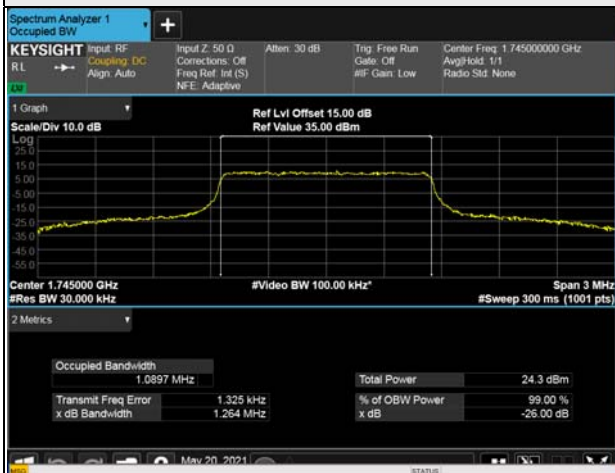 Spectrum Analyzer 1
Occupied BW
KEYSIGHT Input: RF Input Z: 50 Ω Atten: 30 dB Trig: Free Run Center Freq: 1.745000000 GHz
RL Coupling: DC Corrections: Off Gate: Off Avg|Hold: 1/1
Align: Auto Freq Ref: Int (S) #IF Gain: Low Radio Std: None
NFE: Adaptive
1 Graph
Ref Lvl Offset 15.00 dB
Scale/Div 10.0 dB Ref Value 35.00 dBm
Log
25.0
15.0
5.00
-5.00
-15.0
-25.0
-35.0
-45.0
-55.0
Center 1.745000 GHz #Video BW 100.00 kHz* Span 3 MHz
#Res BW 30.000 kHz #Sweep 300 ms (1001 pts)
2 Metrics
Occupied Bandwidth
1.0897 MHz Total Power 24.3 dBm
Transmit Freq Error 1.325 kHz % of OBW Power 99.00 %
x dB Bandwidth 1.264 MHz x dB -26.00 dB
May 20, 2021
MSG STATUS